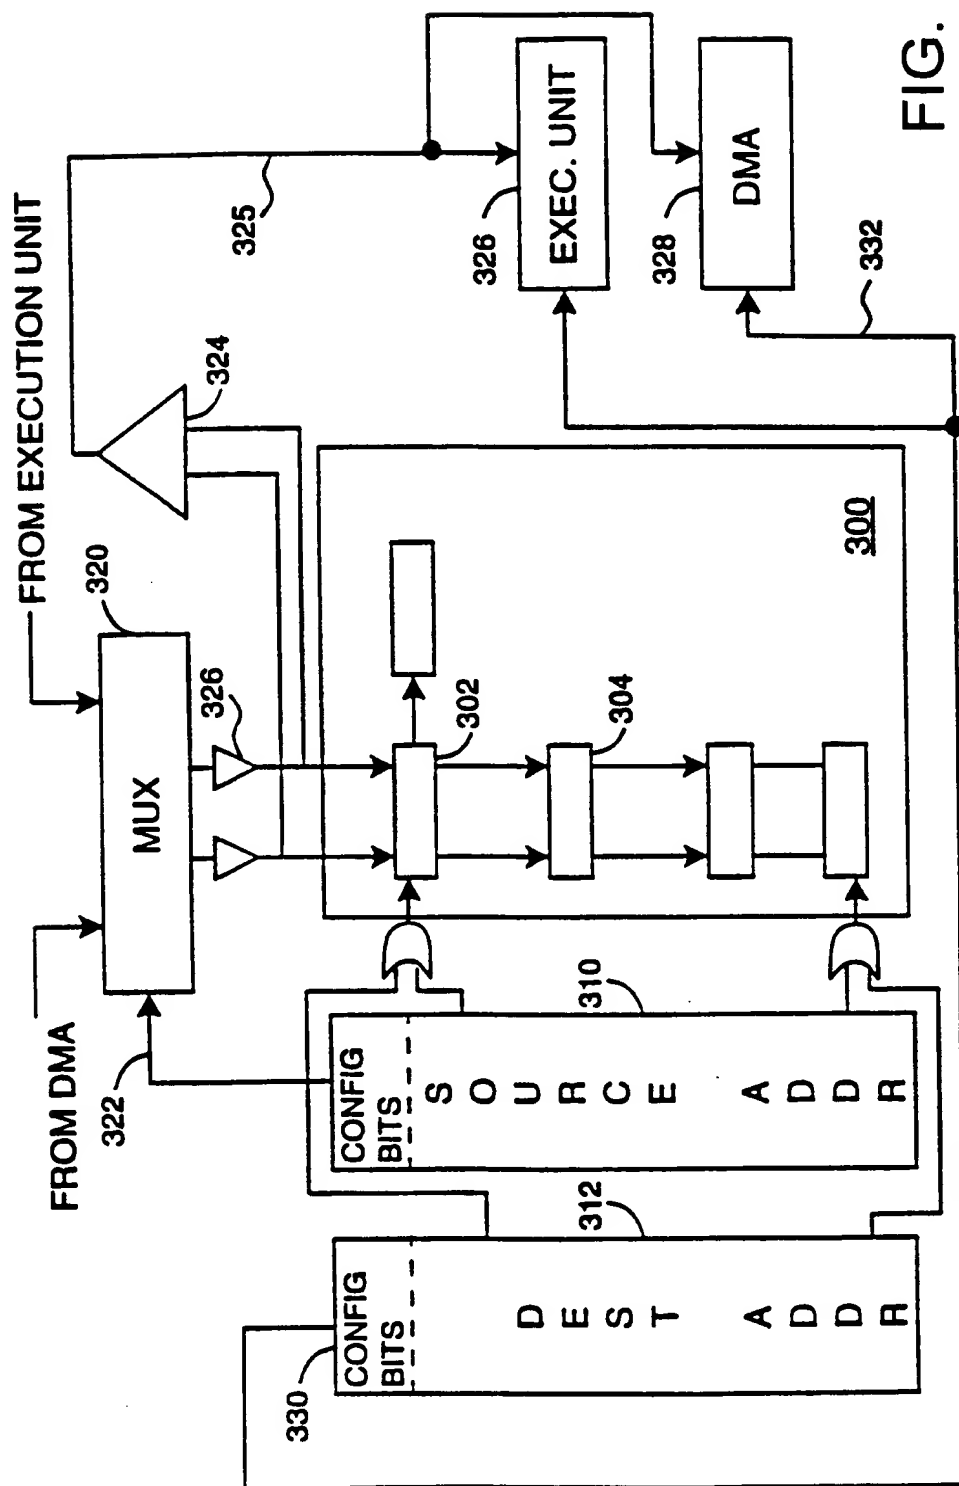 FROM DMA
FROM EXECUTION UNIT
322
MUX
320
326
324
325
CONFIG
BITS
330
DEST ADDR
312
CONFIG
BITS
SOURCE ADDR
310
302
304
300
326
EXEC. UNIT
328
DMA
332
FIG.